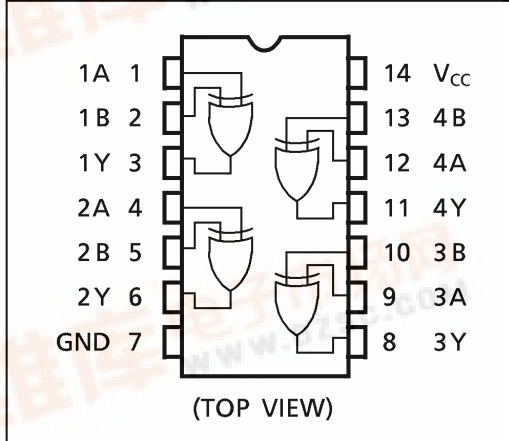 1A 1
1B 2
1Y 3
2A 4
2B 5
2Y 6
GND 7
14 VCC
13 4B
12 4A
11 4Y
10 3B
9 3A
8 3Y
(TOP VIEW)